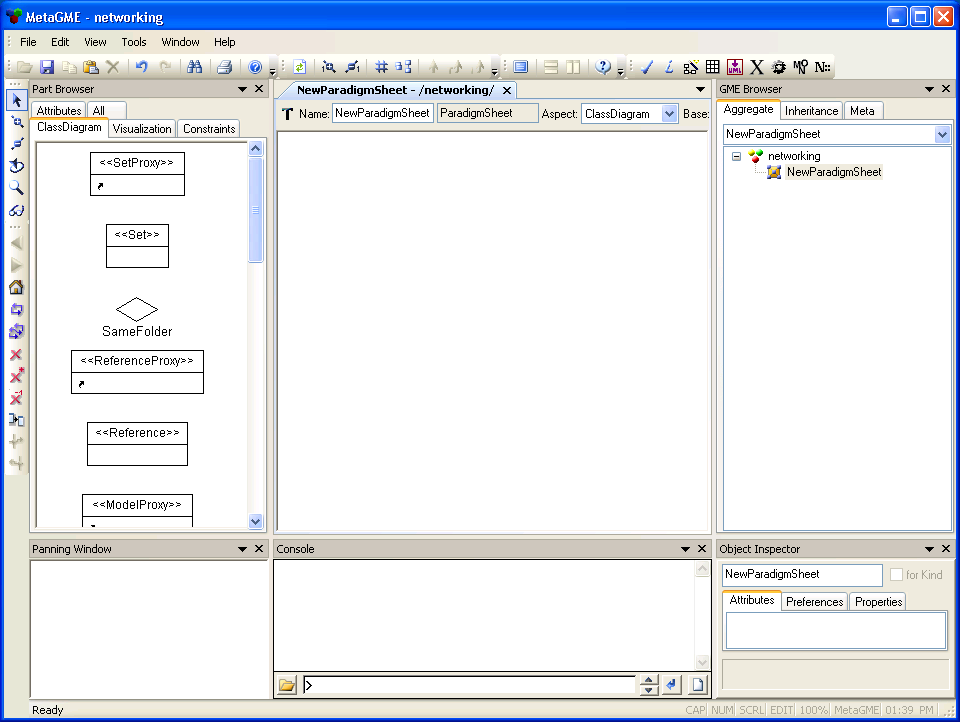 MetaGME - networking
File Edit View Tools Window Help
Part Browser
Attributes All
ClassDiagram Visualization Constraints
<<SetProxy>>
<<Set>>
SameFolder
<<ReferenceProxy>>
<<Reference>>
<<ModelProxy>>
NewParadigmSheet - /networking/
Name: NewParadigmSheet ParadigmSheet Aspect: ClassDiagram Base:
GME Browser
Aggregate Inheritance Meta
NewParadigmSheet
networking
NewParadigmSheet
Panning Window
Console
>
Object Inspector
NewParadigmSheet for Kind
Attributes Preferences Properties
Ready
CAP NUM SCRL EDIT 100% MetaGME 01:39 PM